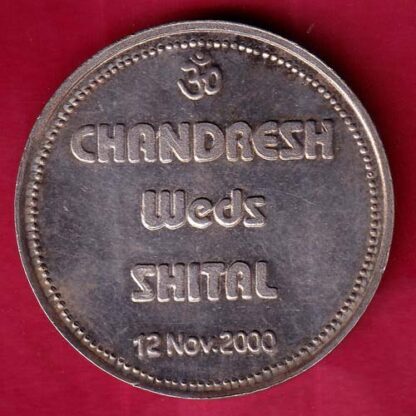 ॐ
CHANDRESH
Weds
SHITAL
12 Nov.2000